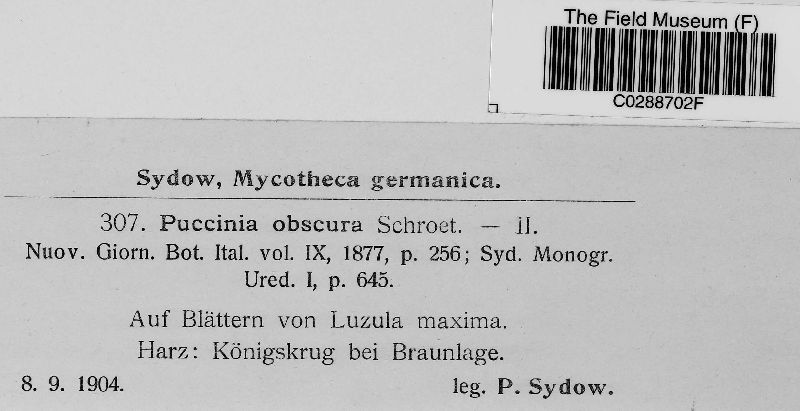 The Field Museum (F)
C0288702F
Sydow, Mycotheca germanica.
307. Puccinia obscura Schroet. — II.
Nuov. Giorn. Bot. Ital. vol. IX, 1877, p. 256; Syd. Monogr.
Ured. I, p. 645.
Auf Blättern von Luzula maxima.
Harz: Königskrug bei Braunlage.
8. 9. 1904. leg. P. Sydow.